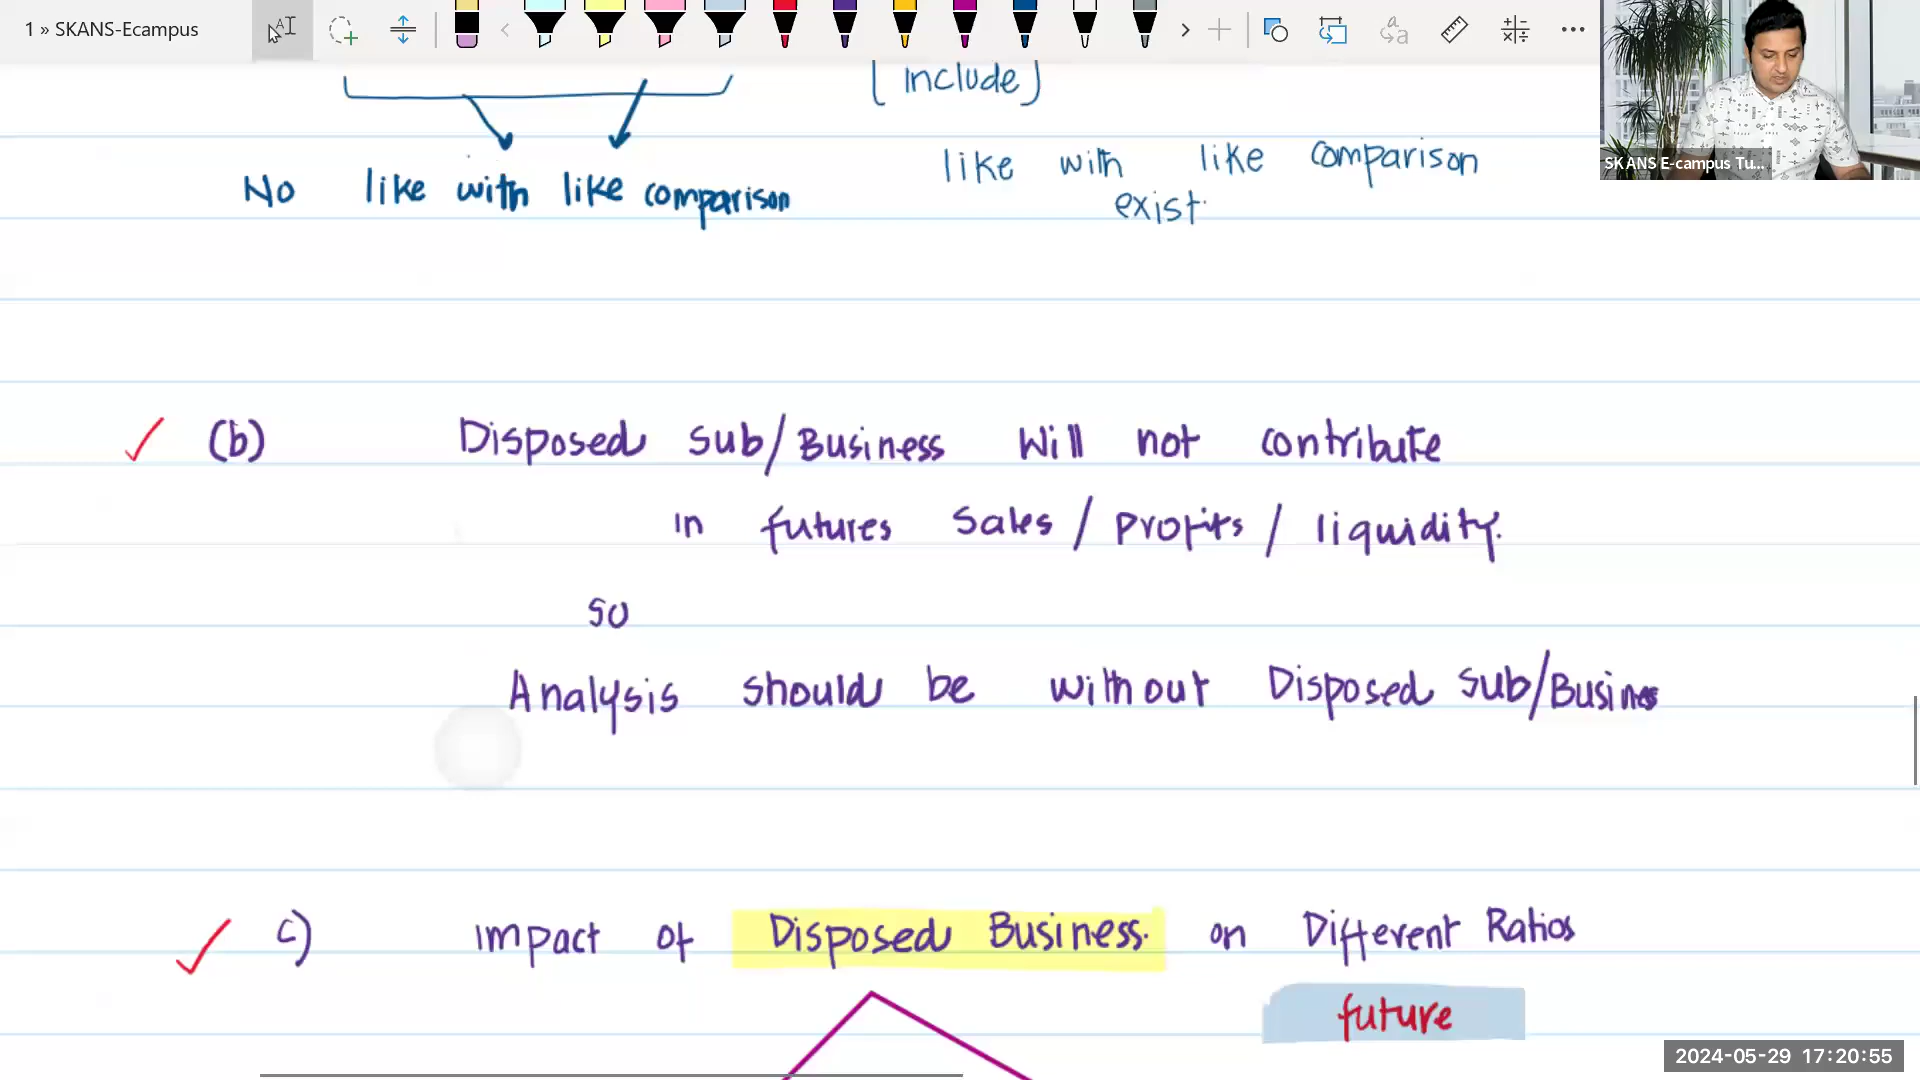 1 » SKANS-Ecampus
[include]
No like with like comparison
like with like comparison
exist.
SKANS E-campus Tu...
(b) Disposed Sub/Business Will not contribute
in futures Sales / profits / liquidity.
so
Analysis should be without Disposed Sub/Business
c) impact of Disposed Business. on Different Ratios
future
2024-05-29 17:20:55